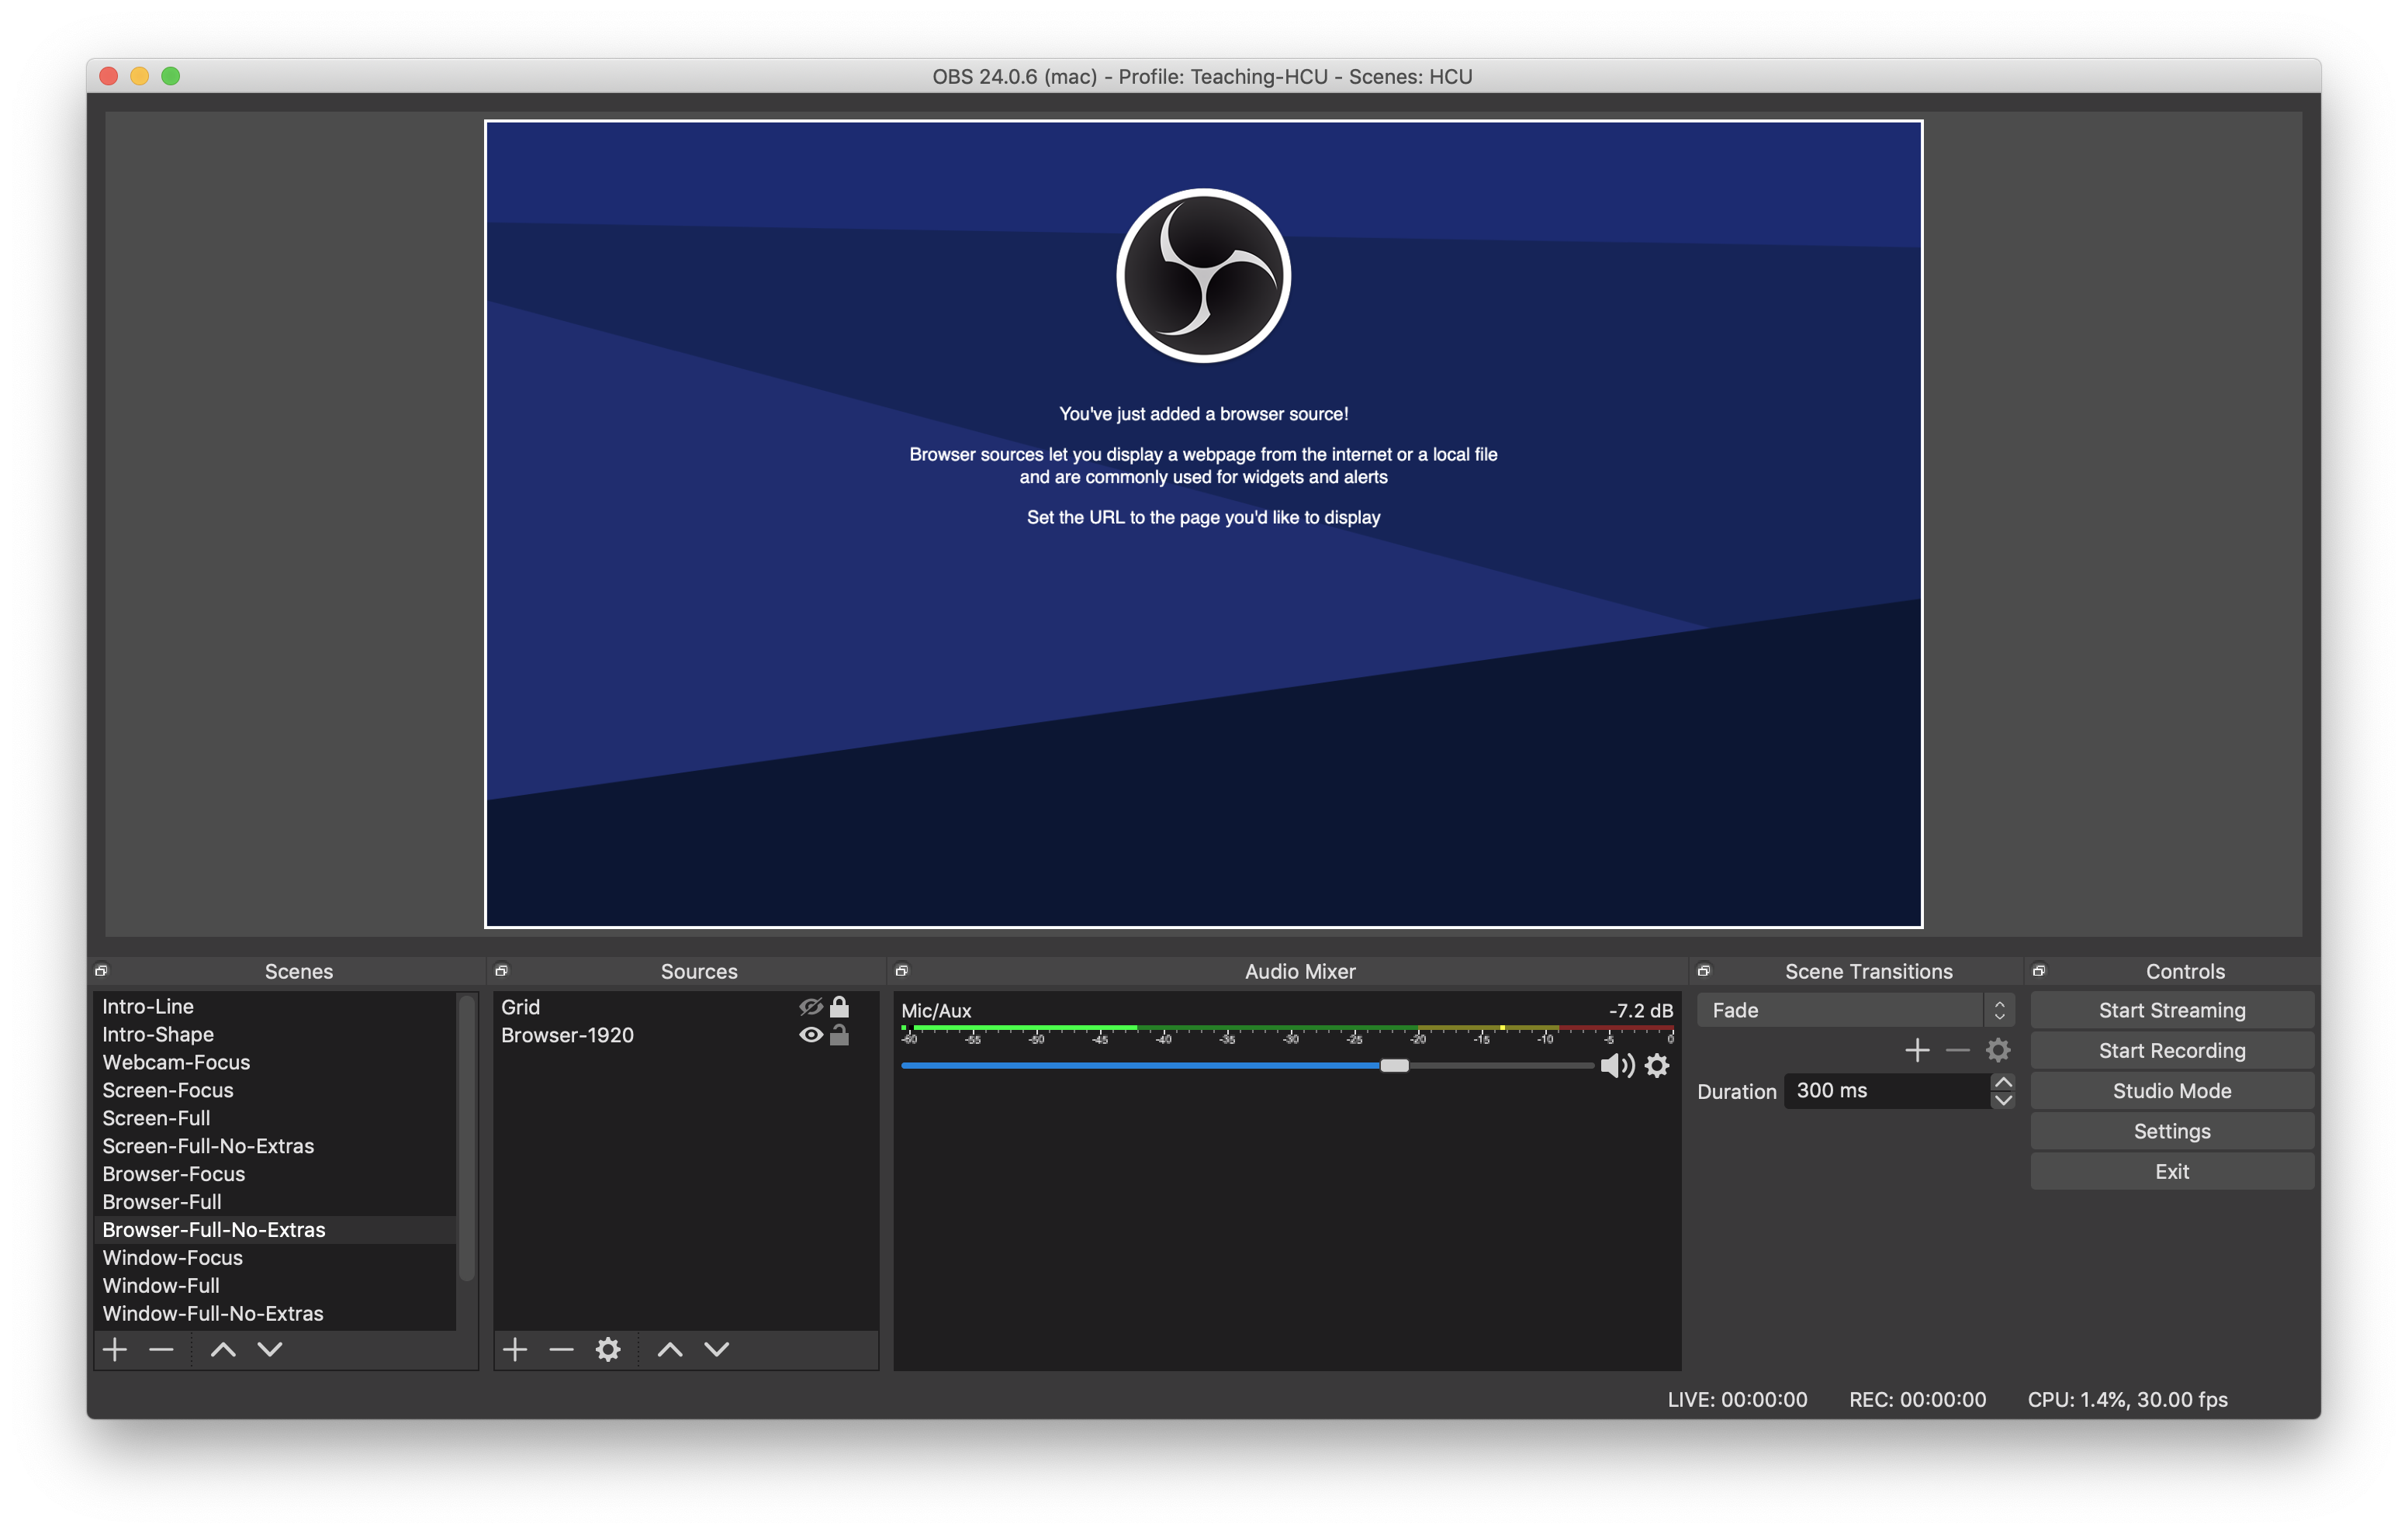 OBS 24.0.6 (mac) - Profile: Teaching-HCU - Scenes: HCU
You've just added a browser source!
Browser sources let you display a webpage from the internet or a local file
and are commonly used for widgets and alerts
Set the URL to the page you'd like to display
Scenes
Intro-Line
Intro-Shape
Webcam-Focus
Screen-Focus
Screen-Full
Screen-Full-No-Extras
Browser-Focus
Browser-Full
Browser-Full-No-Extras
Window-Focus
Window-Full
Window-Full-No-Extras
Sources
Grid
Browser-1920
Audio Mixer
Mic/Aux -7.2 dB
-60 -55 -50 -45 -40 -35 -30 -25 -20 -15 -10 -5 0
Scene Transitions
Fade
Duration 300 ms
Controls
Start Streaming
Start Recording
Studio Mode
Settings
Exit
LIVE: 00:00:00 REC: 00:00:00 CPU: 1.4%, 30.00 fps